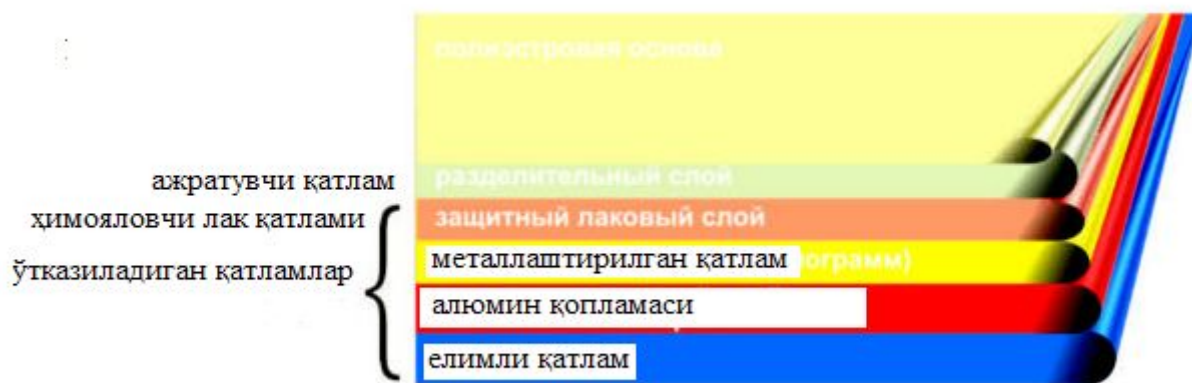 полиэстровая основа
ажратувчи қатлам
разделительный слой
ҳимояловчи лак қатлами
защитный лаковый слой
ўтказиладиган қатламлар
металлаштирилган қатлам
алюмин қопламаси
елимли қатлам